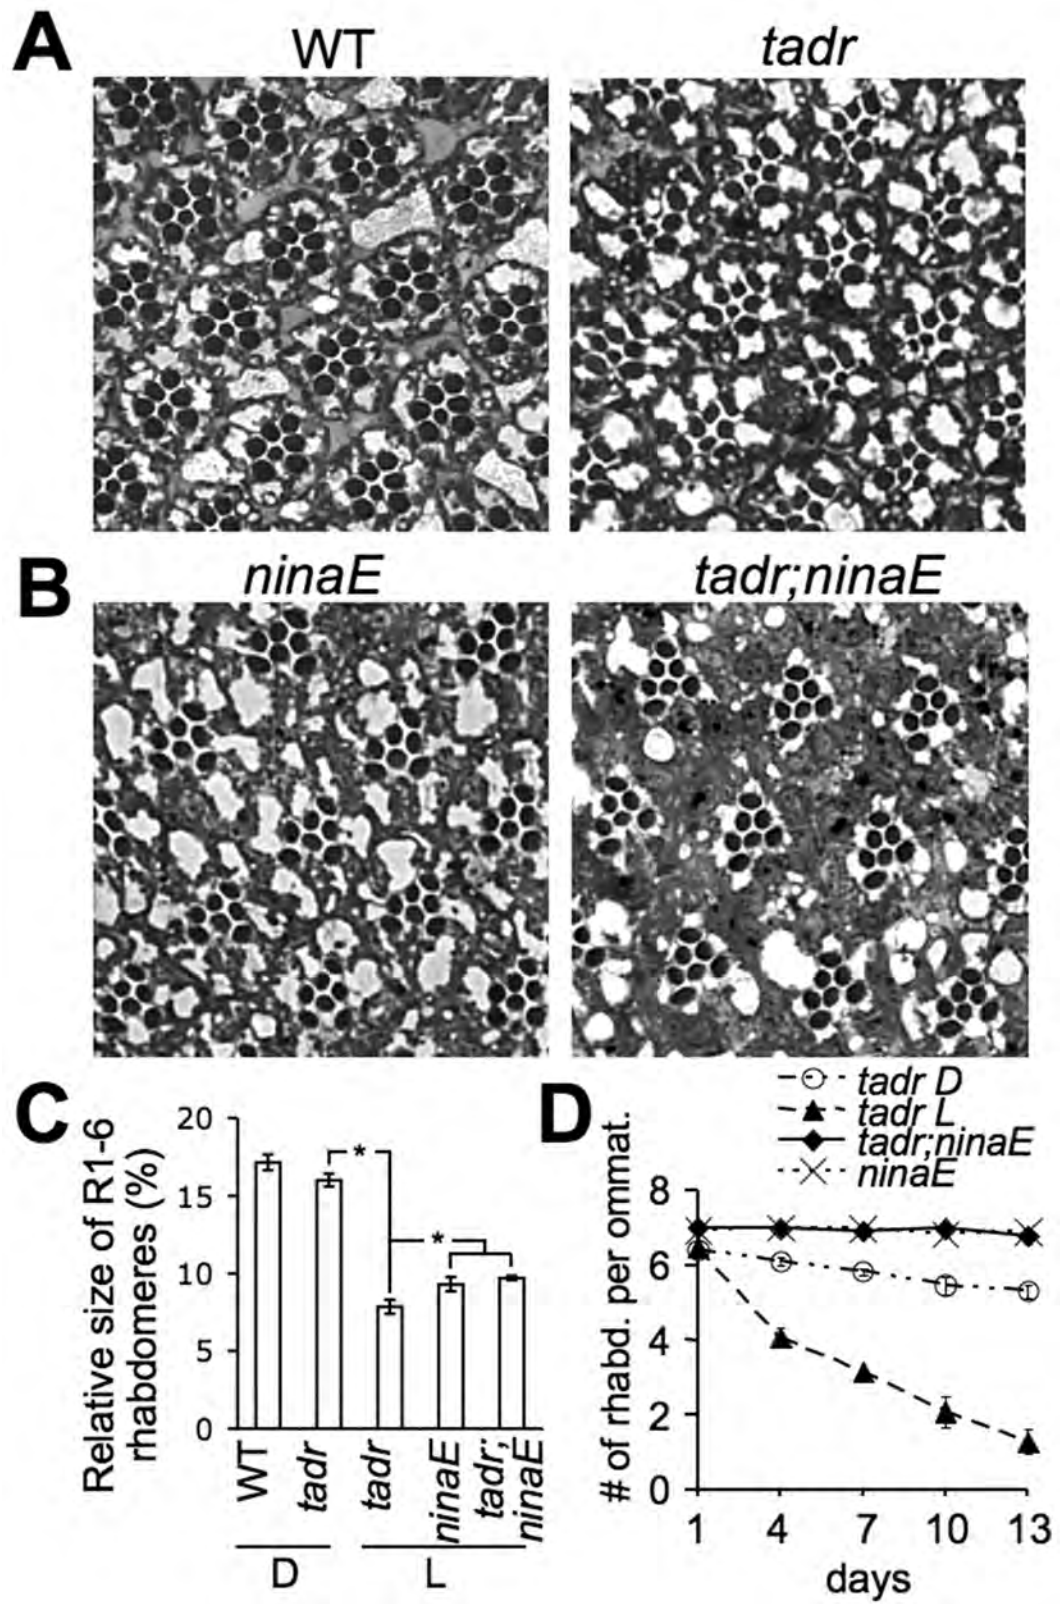 A
WT
tadr
B
ninaE
tadr;ninaE
C
Relative size of R1-6
rhabdomeres (%)
20
15
10
5
0
*
*
WT
tadr
tadr
ninaE
tadr;
ninaE
D
L
D
tadr D
tadr L
tadr;ninaE
ninaE
# of rhabd. per ommat.
8
6
4
2
0
1 4 7 10 13
days